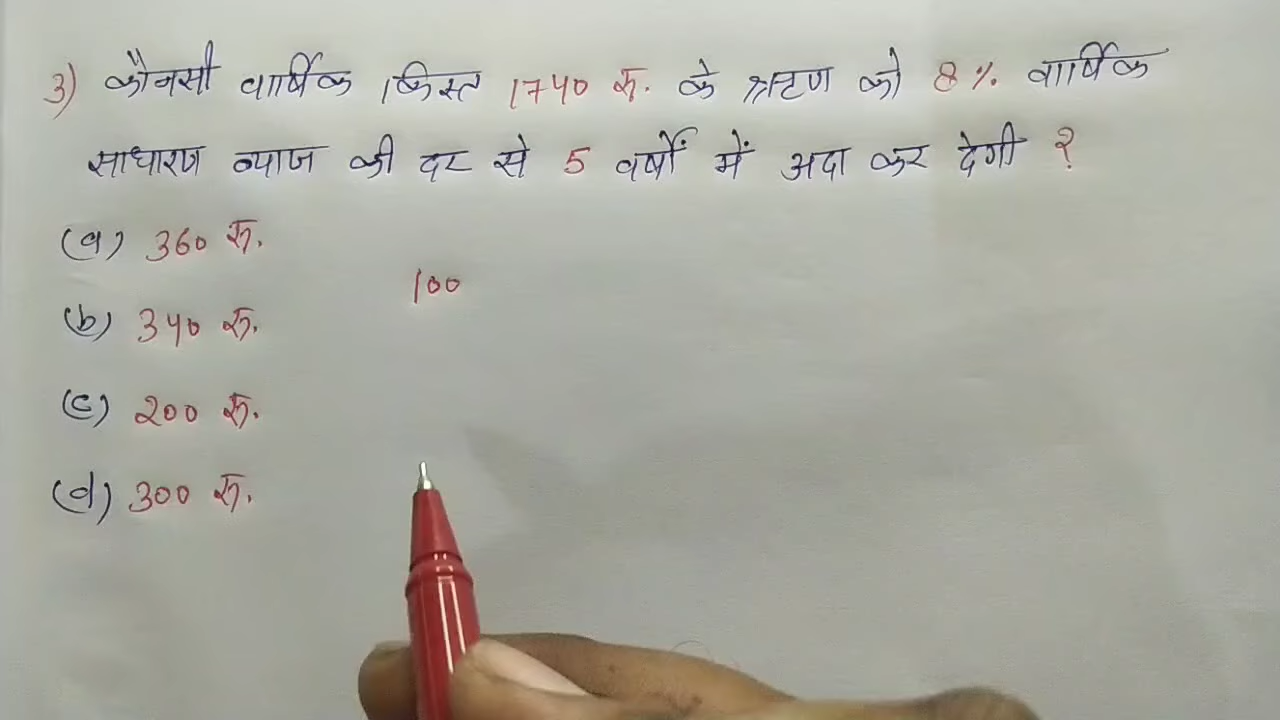 3) कौनसी वार्षिक किस्त 1740 रु. के ऋण को 8% वार्षिक
साधारण ब्याज की दर से 5 वर्षों में अदा कर देगी ?
(a) 360 रु.
(b) 340 रु.
(c) 200 रु.
(d) 300 रु.
100